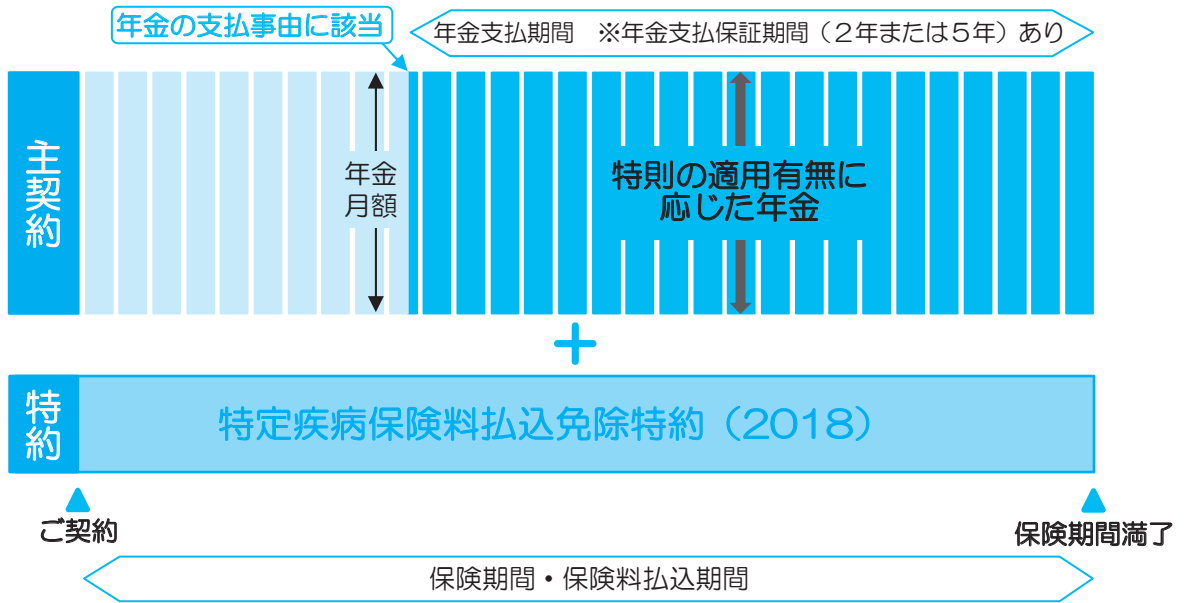 年金の支払事由に該当
年金支払期間　※年金支払保証期間（２年または５年）あり
主契約
年金
月額
特則の適用有無に
応じた年金
＋
特約
特定疾病保険料払込免除特約（2018）
ご契約
保険期間満了
保険期間・保険料払込期間